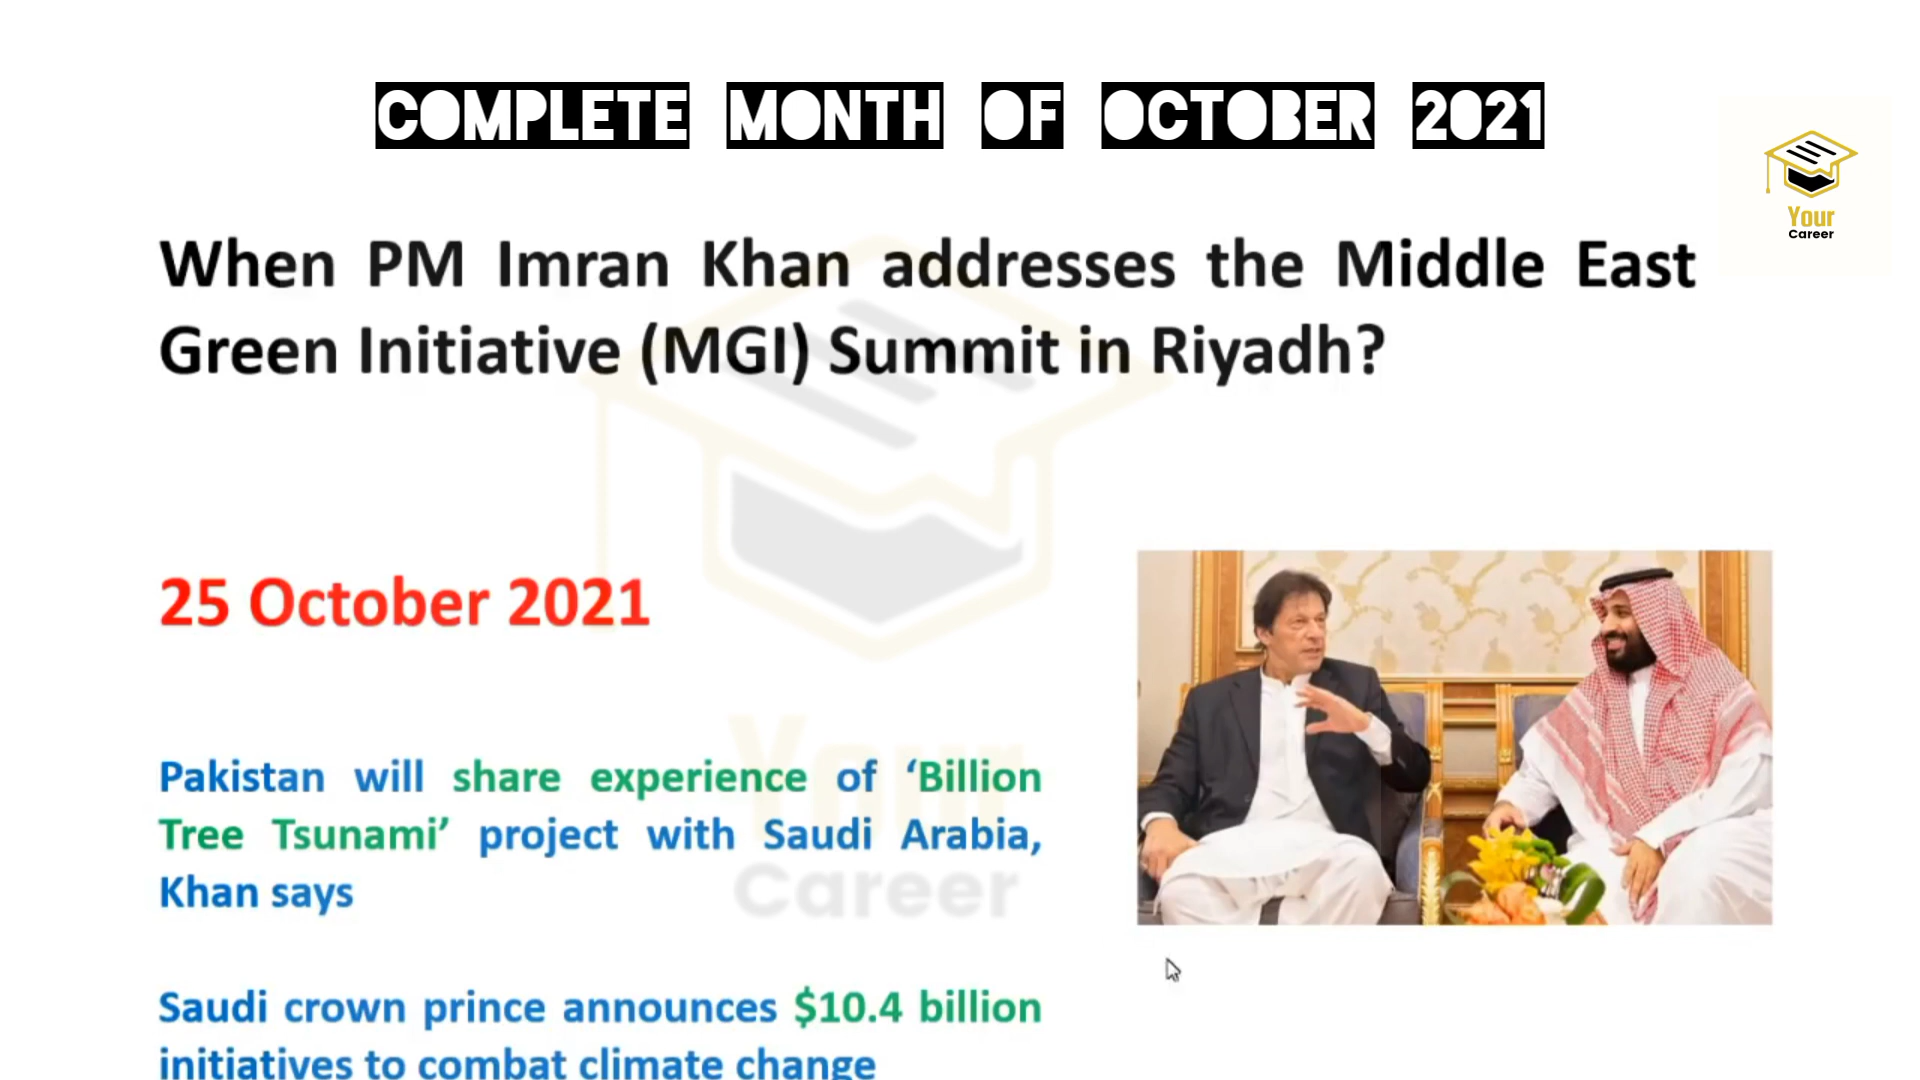 COMPLETE MONTH OF OCTOBER 2021
Your
Career
When PM Imran Khan addresses the Middle East
Green Initiative (MGI) Summit in Riyadh?
25 October 2021
Pakistan will share experience of ‘Billion
Tree Tsunami’ project with Saudi Arabia,
Khan says
Your
Career
Saudi crown prince announces $10.4 billion
initiatives to combat climate change